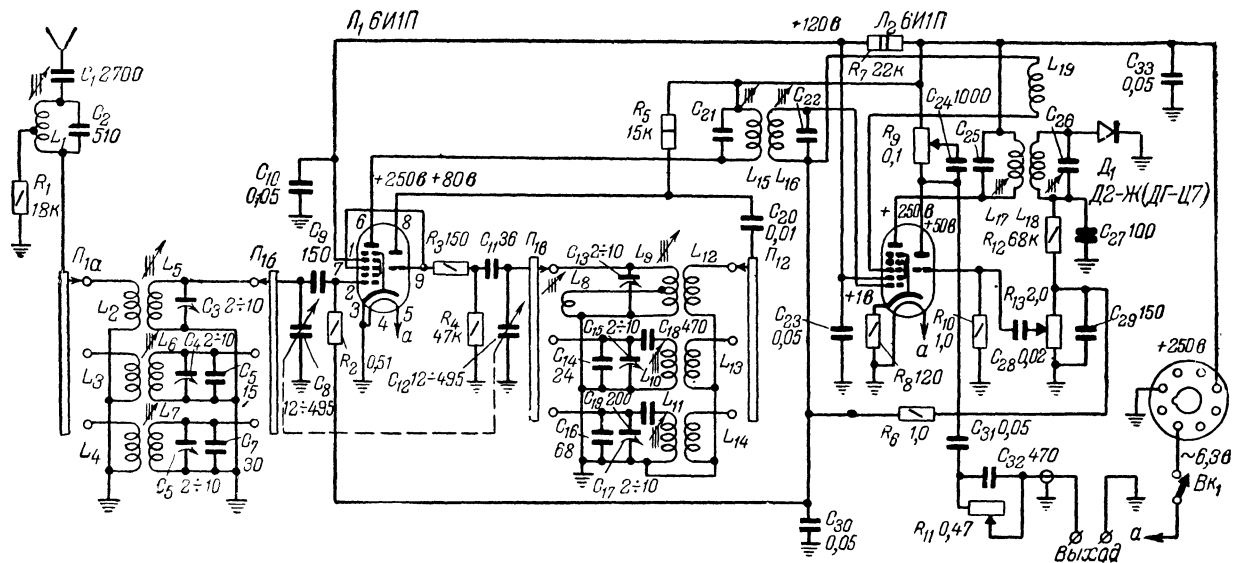 Л₁ 6И1П
+120в
Л₂ 6И1П
C₁ 2700
L₁
C₂
510
R₁
18к
R₇ 22к
L₁₉
C₃₃
0,05
R₅
15к
C₂₁
C₂₂
C₂₄ 1000
R₉
0,1
C₂₅
C₂₆
Д₁
Д2-Ж(ДГ-Ц7)
C₁₀
0,05
+250в +80в
L₁₅ L₁₆
+250в
+50в
L₁₇ L₁₈
R₁₂
68к
C₂₇ 100
C₂₀
0,01
6
8
1
7
2
3
4
5
9
а
C₉
150
R₃ 150
C₁₁ 36
П₁а
L₅
П₁б
П₁в
C₁₃ 2÷10
L₉
L₁₂
П₁₂
L₈
L₂
C₃ 2÷10
L₆
C₄ 2÷10
L₃
C₅
15
L₇
L₄
C₅ 2÷10
C₇
30
C₈
12÷495
R₂ 0,51
R₄
47к
C₁₂ 12÷495
C₁₅ 2÷10
C₁₈ 470
C₁₄
24
L₁₀
L₁₃
C₁₉ 200
L₁₁
C₁₆
68
L₁₄
C₁₇ 2÷10
+1в
C₂₃
0,05
R₈ 120
а
R₁₀
1,0
R₁₃ 2,0
C₂₈ 0,02
C₂₉ 150
R₆ 1,0
+250в
~6,3в
Вк₁
а
C₃₁ 0,05
C₃₂ 470
R₁₁ 0,47
C₃₀
0,05
Выход